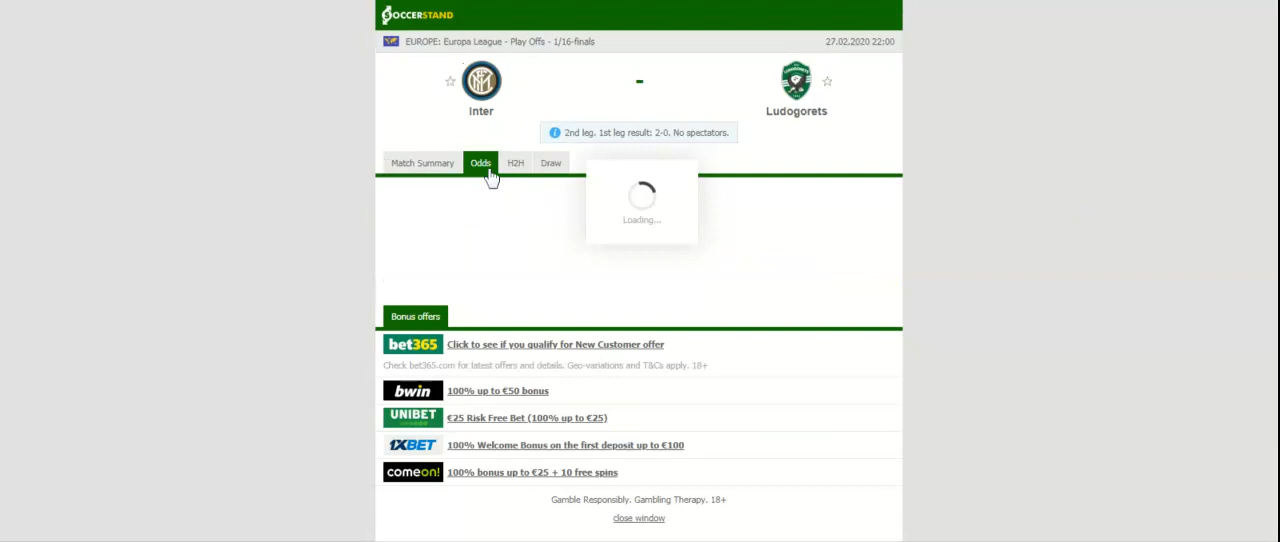 SOCCERSTAND
EUROPE: Europa League - Play Offs - 1/16-finals 27.02.2020 22:00
-
Inter Ludogorets
2nd leg. 1st leg result: 2-0. No spectators.
Match Summary Odds H2H Draw
Loading...
Bonus offers
bet365 Click to see if you qualify for New Customer offer
Check bet365.com for latest offers and details. Geo-variations and T&Cs apply. 18+
bwin 100% up to €50 bonus
UNIBET €25 Risk Free Bet (100% up to €25)
1XBET 100% Welcome Bonus on the first deposit up to €100
comeon! 100% bonus up to €25 + 10 free spins
Gamble Responsibly. Gambling Therapy. 18+
close window